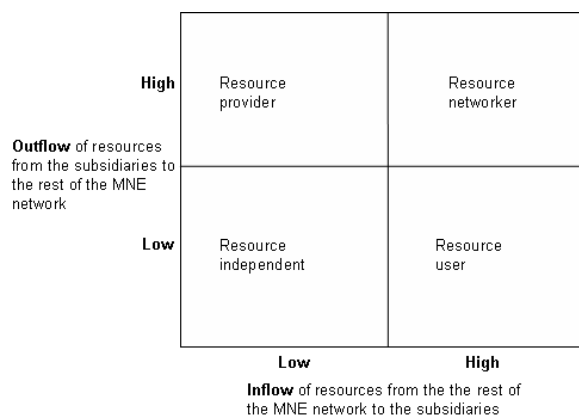 High
Resource
provider
Resource
networker
Outflow of resources
from the subsidiaries to
the rest of the MNE
network
Low
Resource
independent
Resource
user
Low
High
Inflow of resources from the the rest of
the MNE network to the subsidiaries